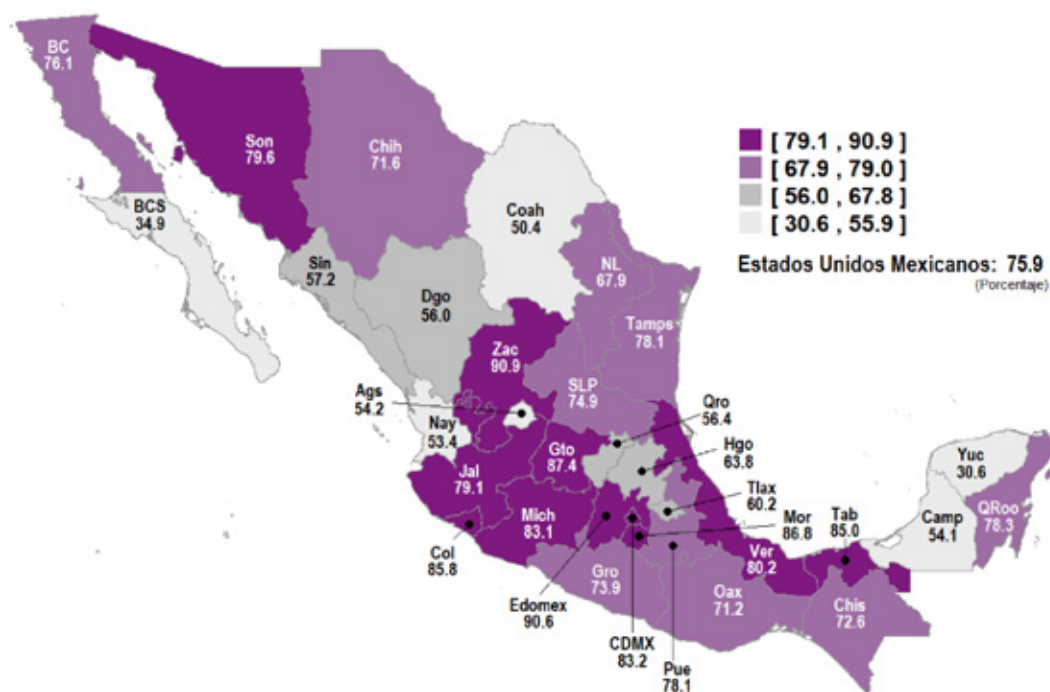 BC
76.1
Son
79.6
Chih
71.6
[ 79.1 , 90.9 ]
[ 67.9 , 79.0 ]
[ 56.0 , 67.8 ]
[ 30.6 , 55.9 ]
Estados Unidos Mexicanos: 75.9
(Porcentaje)
BCS
34.9
Coah
50.4
Sin
57.2
NL
67.9
Dgo
56.0
Tamps
78.1
Zac
90.9
SLP
74.9
Ags
54.2
Qro
56.4
Nay
53.4
Gto
87.4
Hgo
63.8
Yuc
30.6
Jal
79.1
Tlax
60.2
QRoo
78.3
Mich
83.1
Mor
86.8
Tab
85.0
Camp
54.1
Col
85.8
Ver
80.2
Gro
73.9
Oax
71.2
Chis
72.6
Edomex
90.6
CDMX
83.2
Pue
78.1